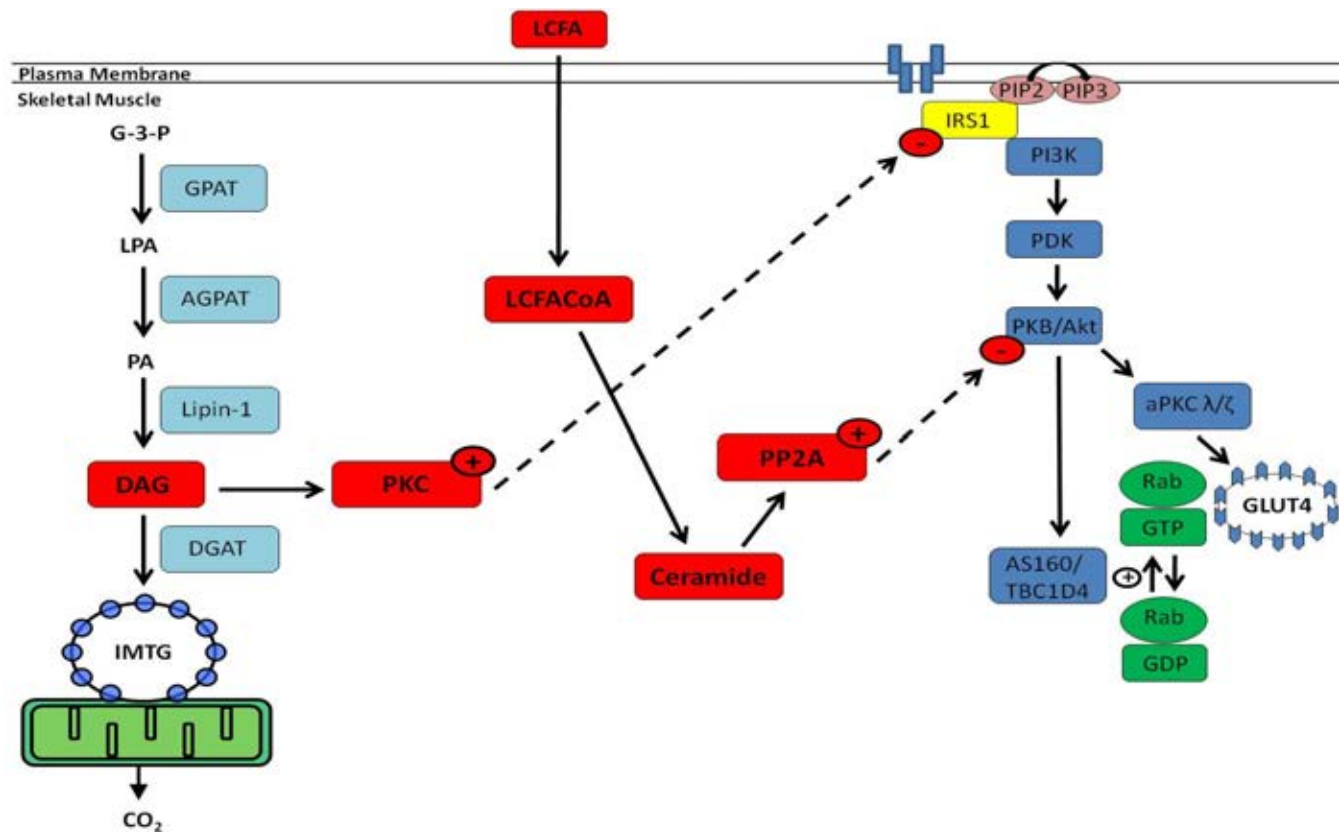 LCFA
Plasma Membrane
Skeletal Muscle
G-3-P
GPAT
LPA
AGPAT
PA
Lipin-1
DAG
DGAT
IMTG
CO₂
PKC
+
LCFACoA
Ceramide
PP2A
+
PIP2
PIP3
IRS1
-
PI3K
PDK
PKB/Akt
-
aPKC λ/ζ
GLUT4
Rab
GTP
AS160/
TBC1D4
+
Rab
GDP